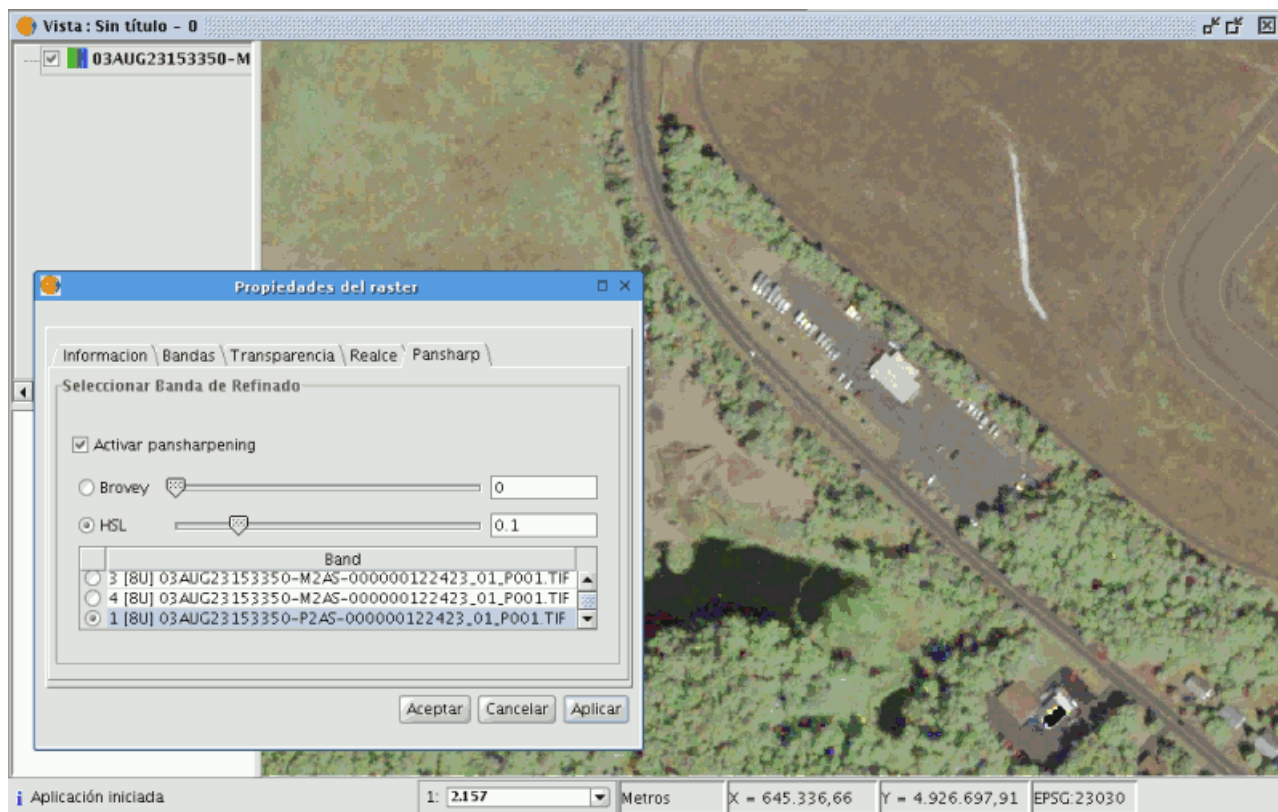 Vista : Sin título - 0
03AUG23153350-M
Propiedades del raster
Informacion Bandas Transparencia Realce Pansharp
Seleccionar Banda de Refinado
Activar pansharpening
Brovey 0
HSL 0.1
Band
3 [8U] 03AUG23153350-M2AS-000000122423_01_P001.TIF
4 [8U] 03AUG23153350-M2AS-000000122423_01_P001.TIF
1 [8U] 03AUG23153350-P2AS-000000122423_01_P001.TIF
Aceptar Cancelar Aplicar
Aplicación iniciada 1: 2.157 Metros X = 645.336,66 Y = 4.926.697,91 EPSG:23030